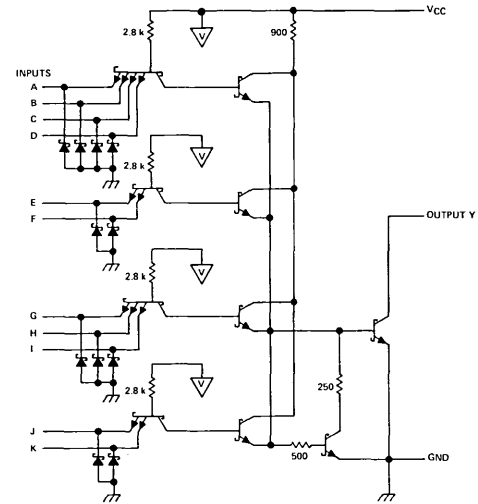 VCC
2.8 k
V
900
INPUTS
A
B
C
D
2.8 k
V
E
F
OUTPUT Y
2.8 k
V
G
H
I
250
2.8 k
V
J
K
500
GND